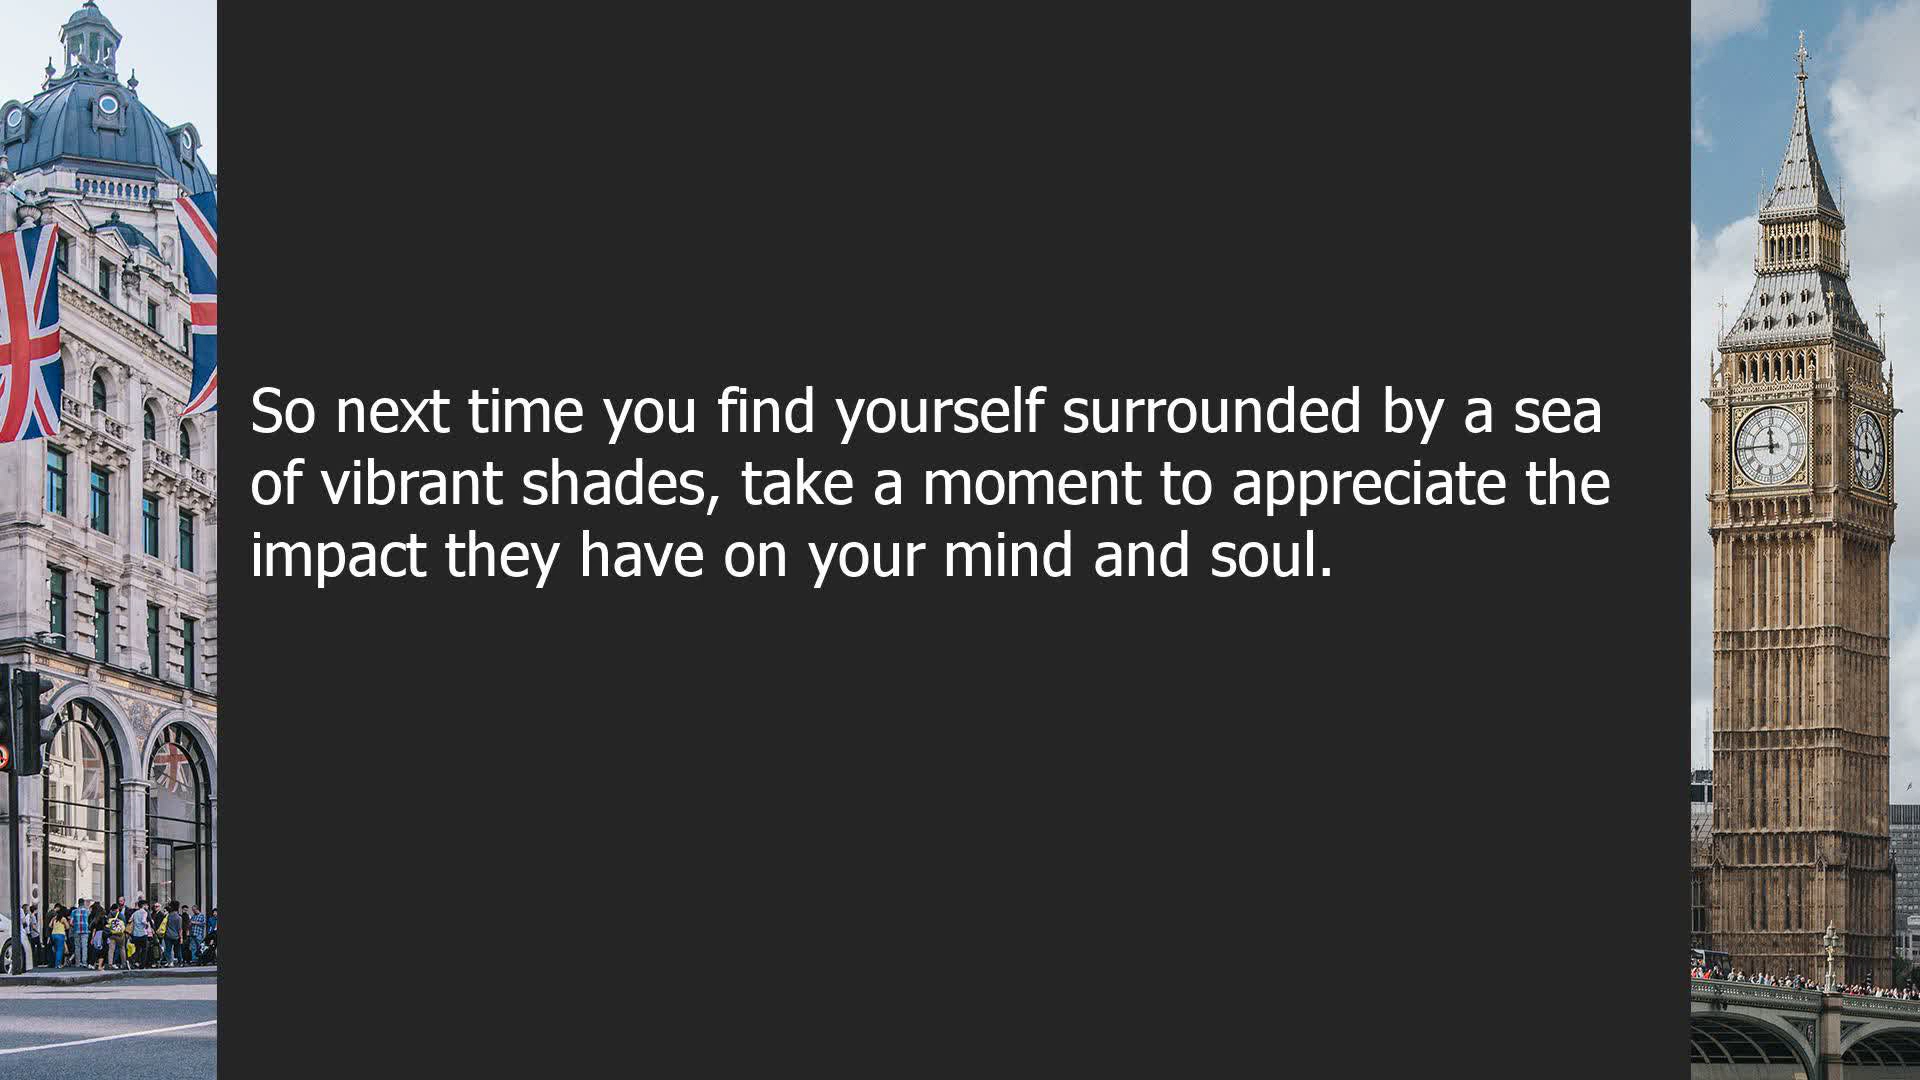 So next time you find yourself surrounded by a sea
of vibrant shades, take a moment to appreciate the
impact they have on your mind and soul.